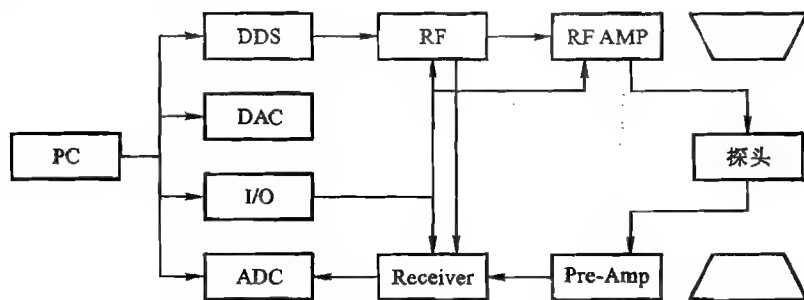 DDS
RF
RF AMP
DAC
PC
探头
I/O
ADC
Receiver
Pre-Amp